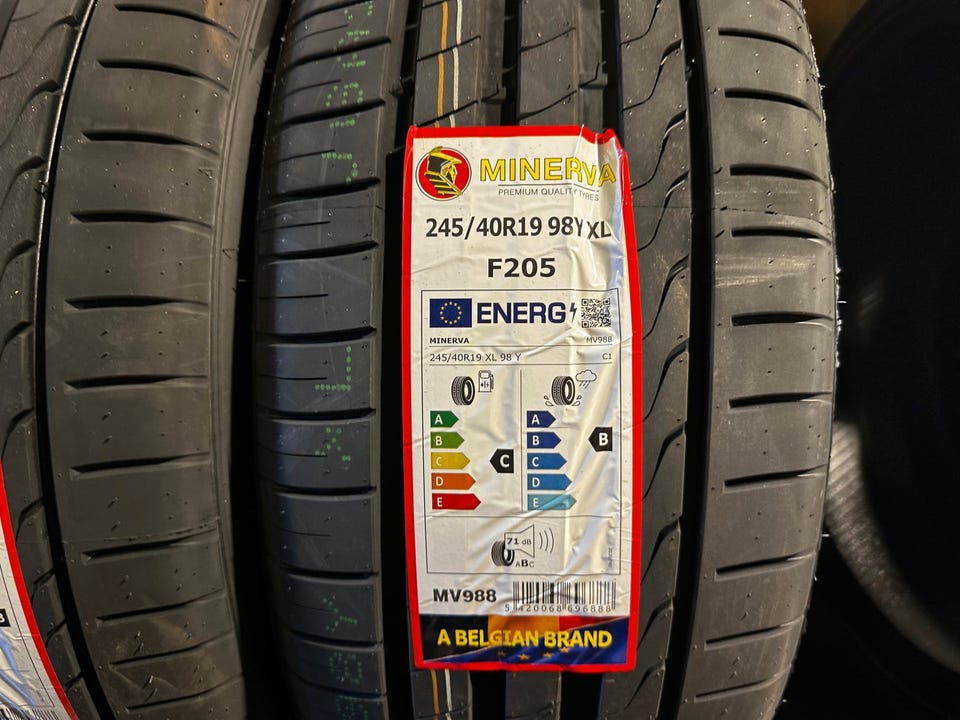 MINERVA
PREMIUM QUALITY TYRES
245/40R19 98Y XL
F205
ENERG
MINERVA MV988
245/40R19 XL 98 Y C1
A A
B B B
C C C
D D
E E
71 dB
ABC
MV988
5 420068 696888
A BELGIAN BRAND